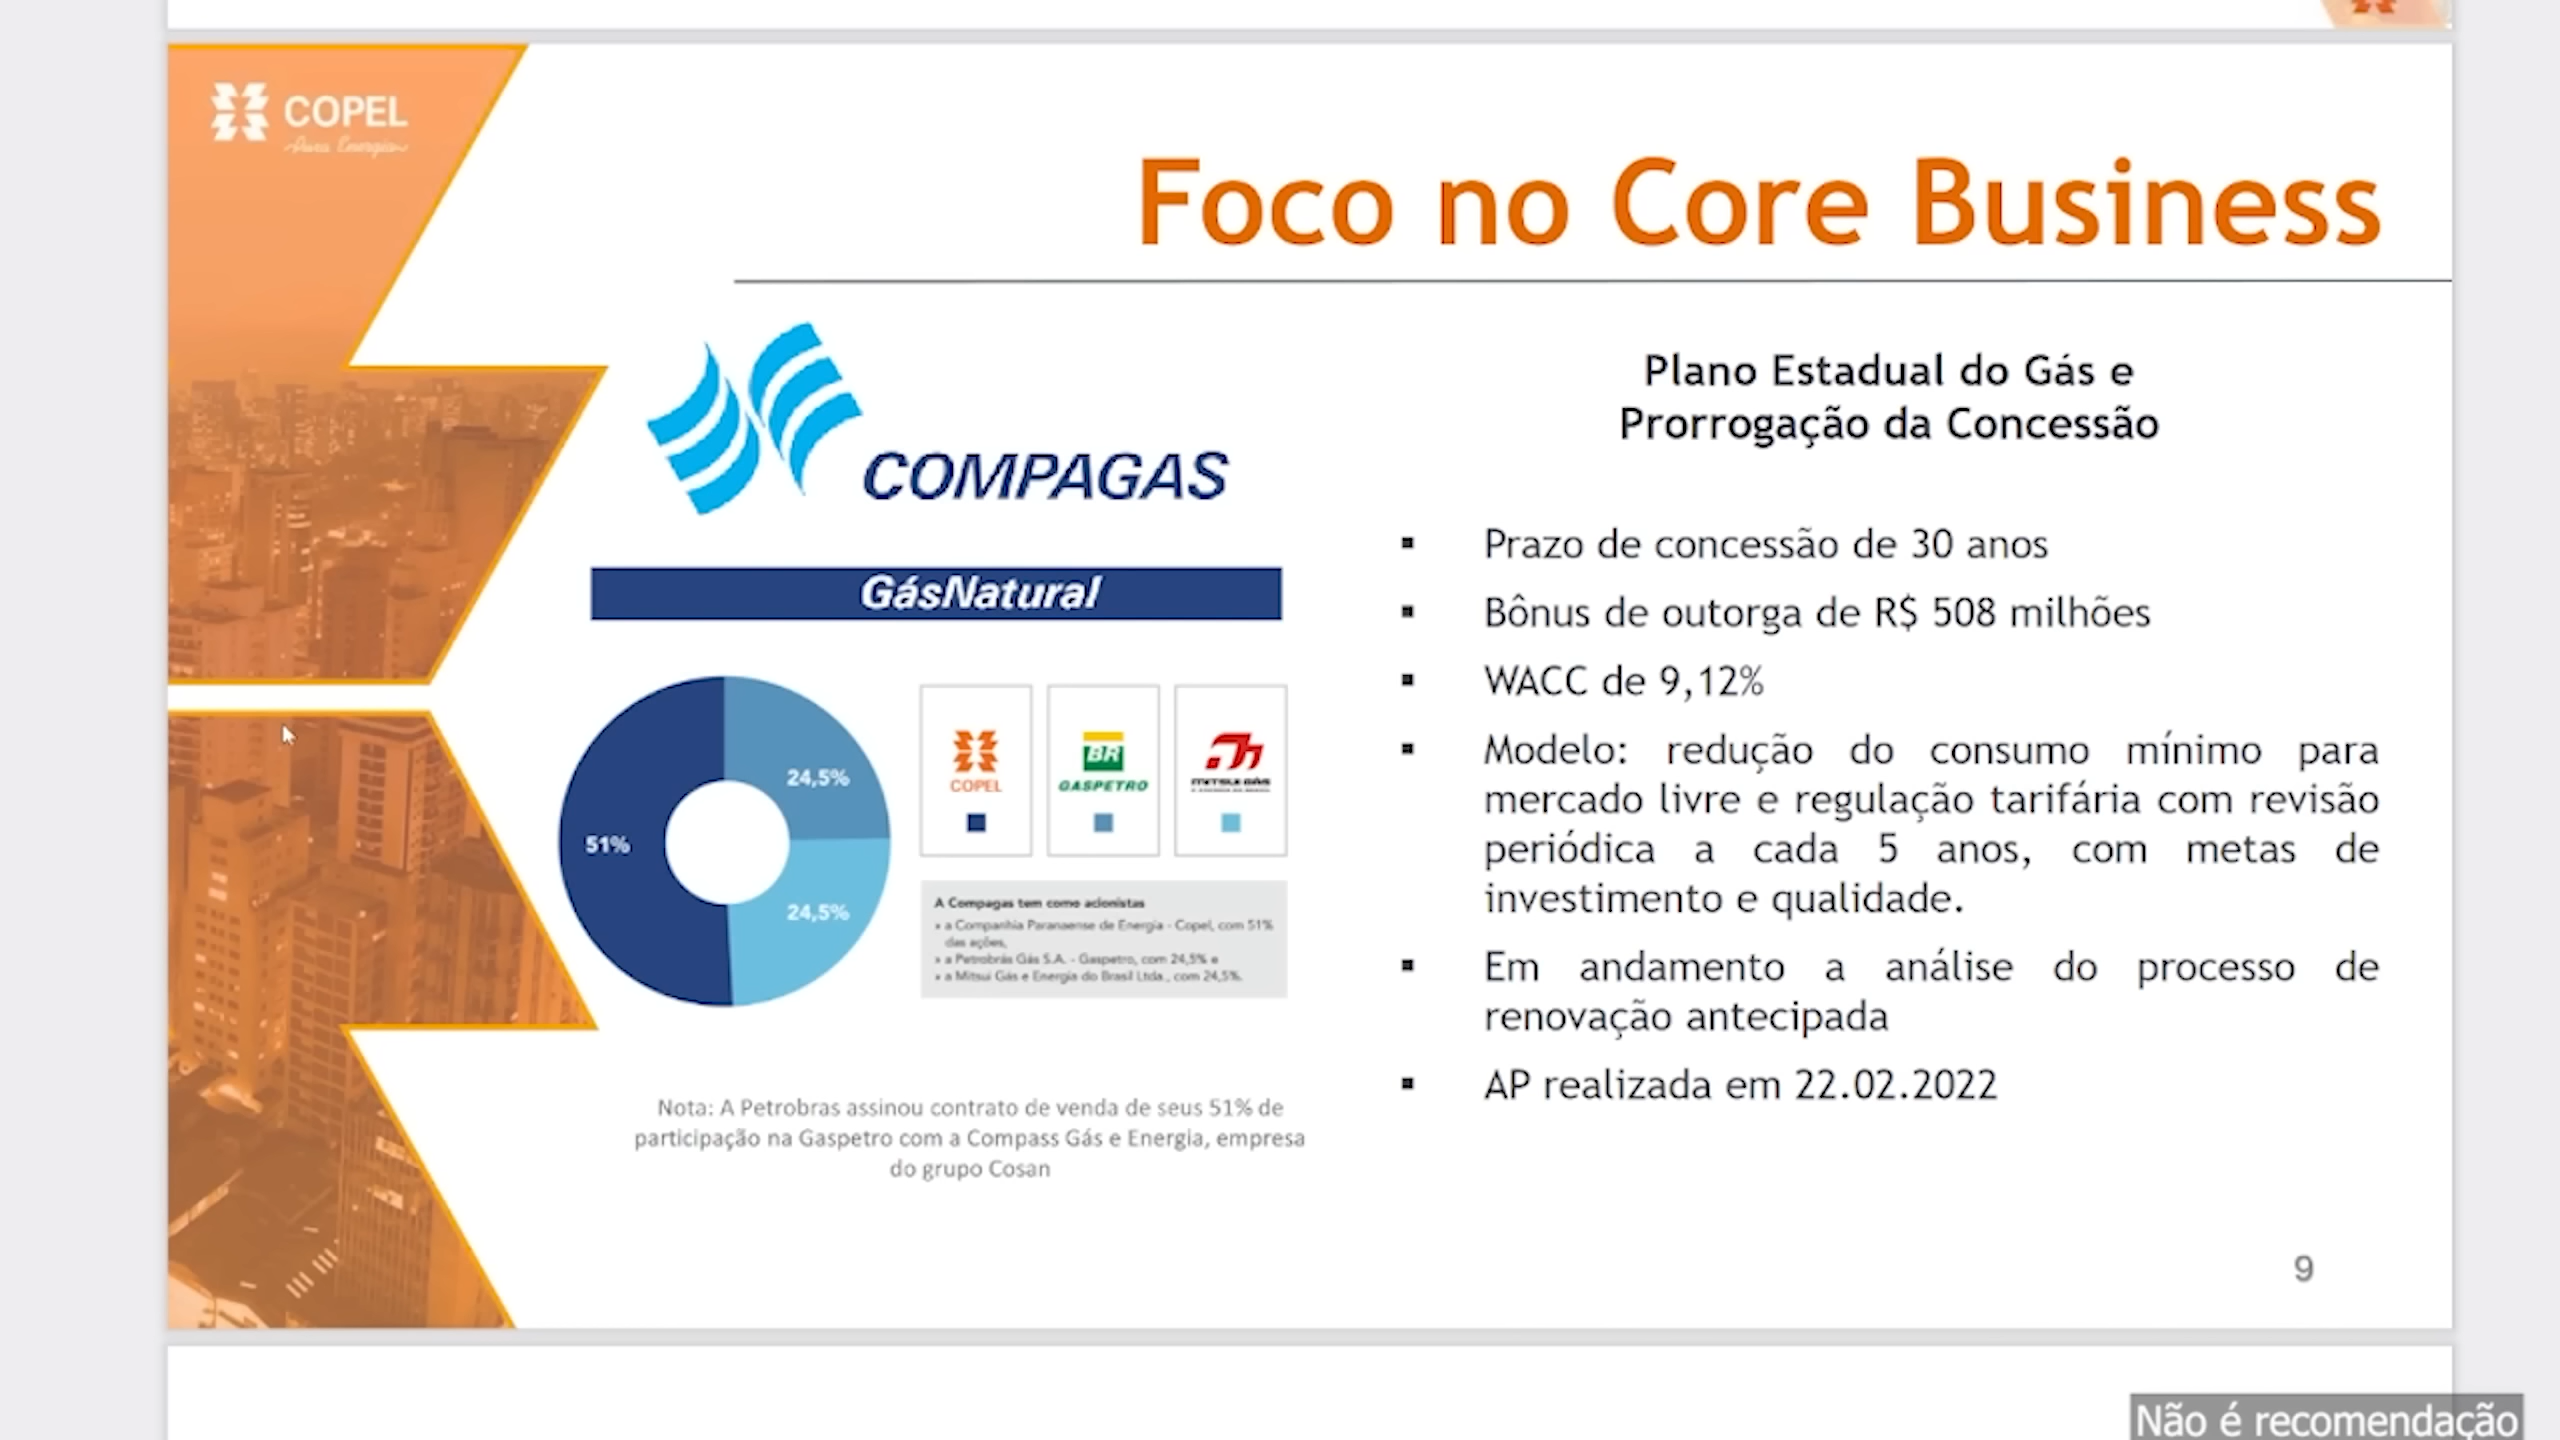 COPEL
Pura Energia
Foco no Core Business
COMPAGAS
GásNatural
Plano Estadual do Gás e
Prorrogação da Concessão
▪ Prazo de concessão de 30 anos
▪ Bônus de outorga de R$ 508 milhões
▪ WACC de 9,12%
▪ Modelo: redução do consumo mínimo para
mercado livre e regulação tarifária com revisão
periódica a cada 5 anos, com metas de
investimento e qualidade.
▪ Em andamento a análise do processo de
renovação antecipada
▪ AP realizada em 22.02.2022
24,5%
51%
24,5%
COPEL
BR
GASPETRO
MITSUI GÁS
A Compagas tem como acionistas
» a Companhia Paranaense de Energia - Copel, com 51%
das ações,
» a Petrobrás Gás S.A. - Gaspetro, com 24,5% e
» a Mitsui Gás e Energia do Brasil Ltda., com 24,5%.
Nota: A Petrobras assinou contrato de venda de seus 51% de
participação na Gaspetro com a Compass Gás e Energia, empresa
do grupo Cosan
9
Não é recomendação